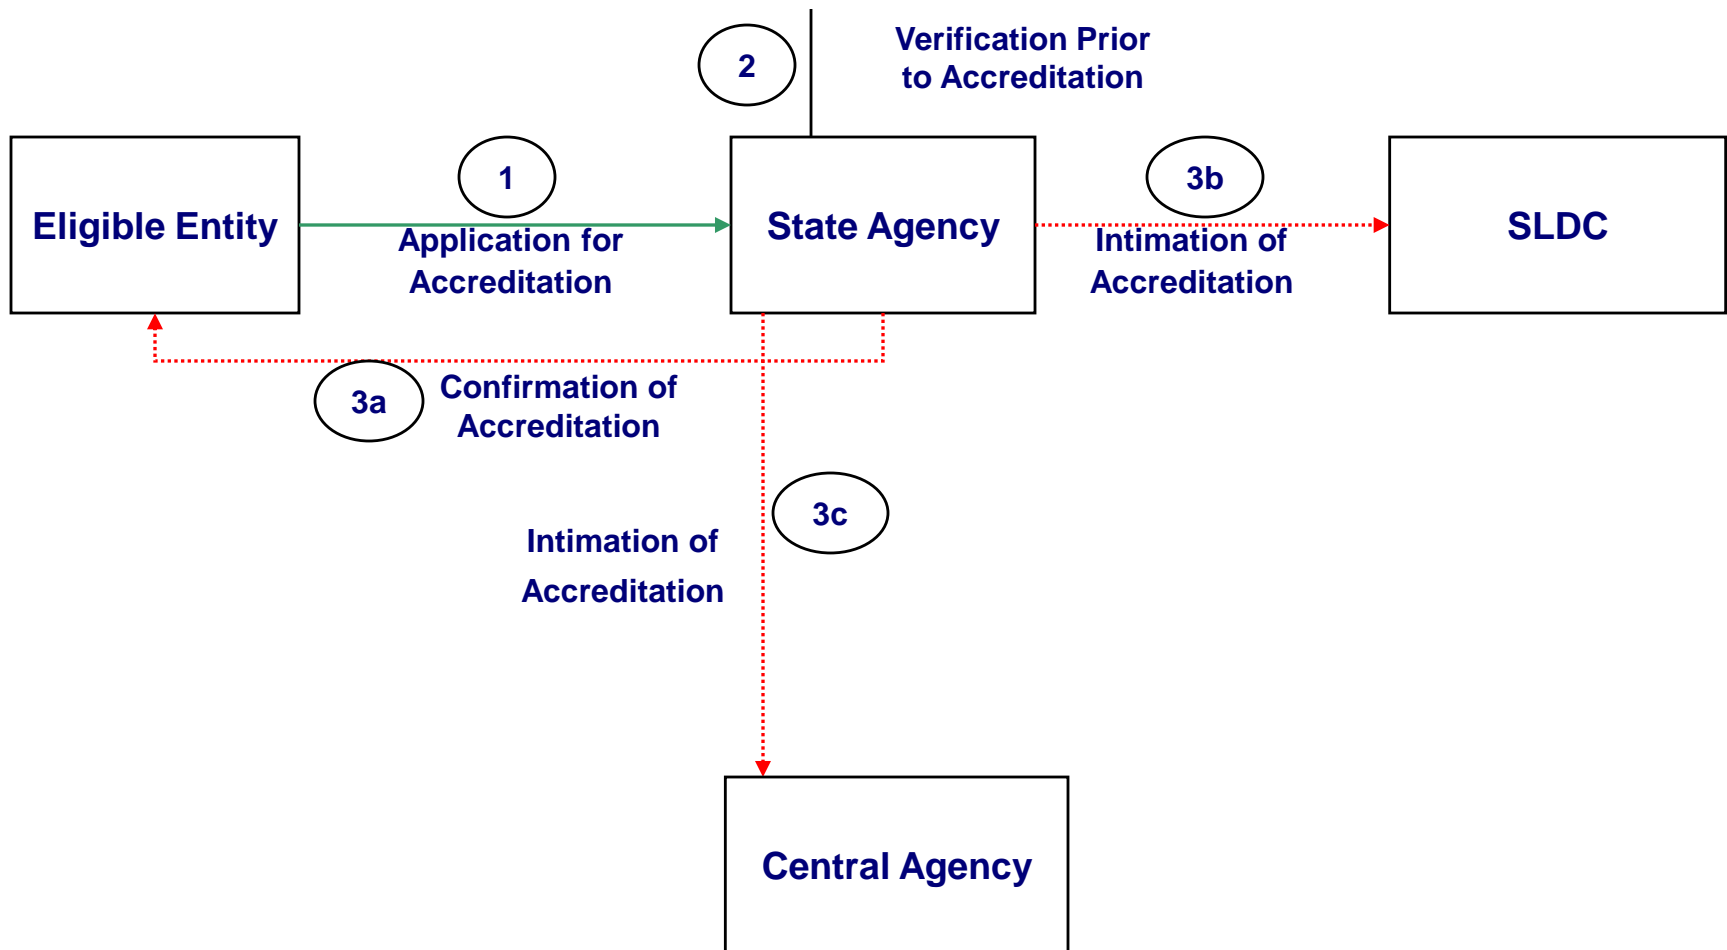 2
Verification Prior
to Accreditation
1
3b
Eligible Entity
State Agency
SLDC
Application for
Accreditation
Intimation of
Accreditation
3a
Confirmation of
Accreditation
3c
Intimation of
Accreditation
Central Agency